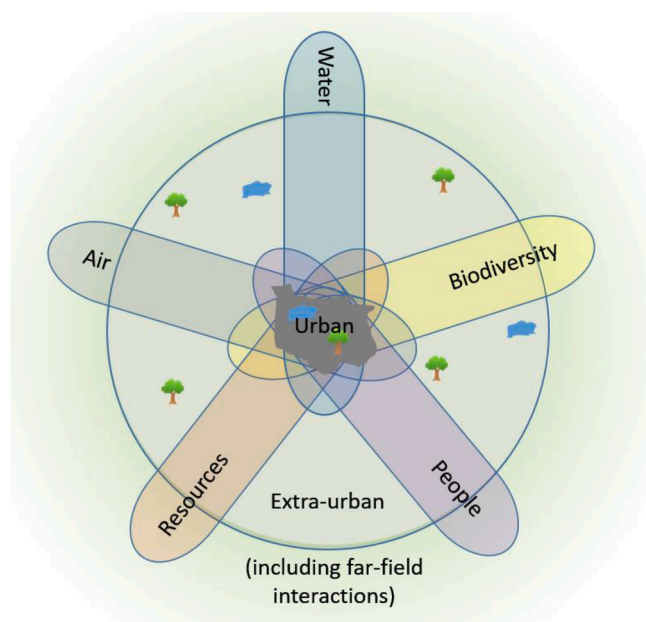 Water
Air
Biodiversity
Urban
Resources
People
Extra-urban
(including far-field
interactions)